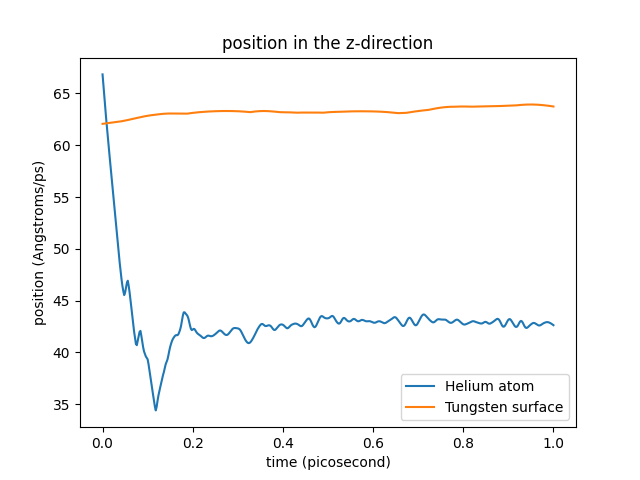 position in the z-direction
position (Angstroms/ps)
65
60
55
50
45
40
35
Helium atom
Tungsten surface
0.0 0.2 0.4 0.6 0.8 1.0
time (picosecond)